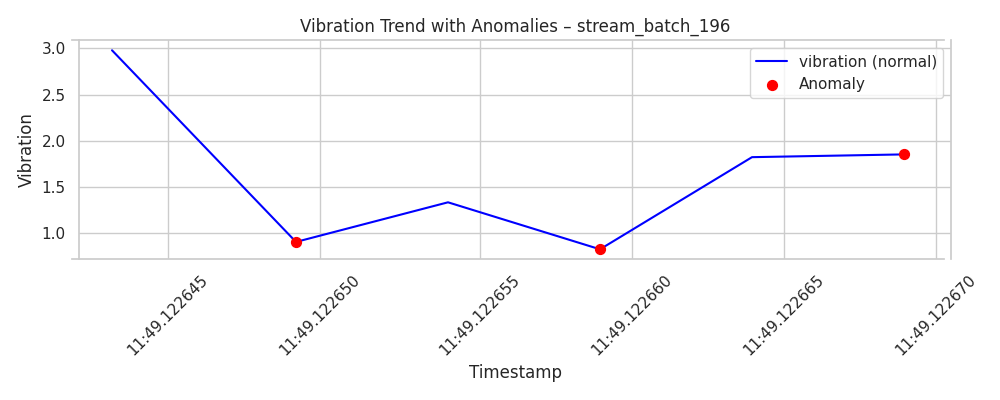 Vibration Trend with Anomalies – stream_batch_196
vibration (normal)
Anomaly
Vibration
3.0
2.5
2.0
1.5
1.0
11:49.122645
11:49.122650
11:49.122655
11:49.122660
11:49.122665
11:49.122670
Timestamp